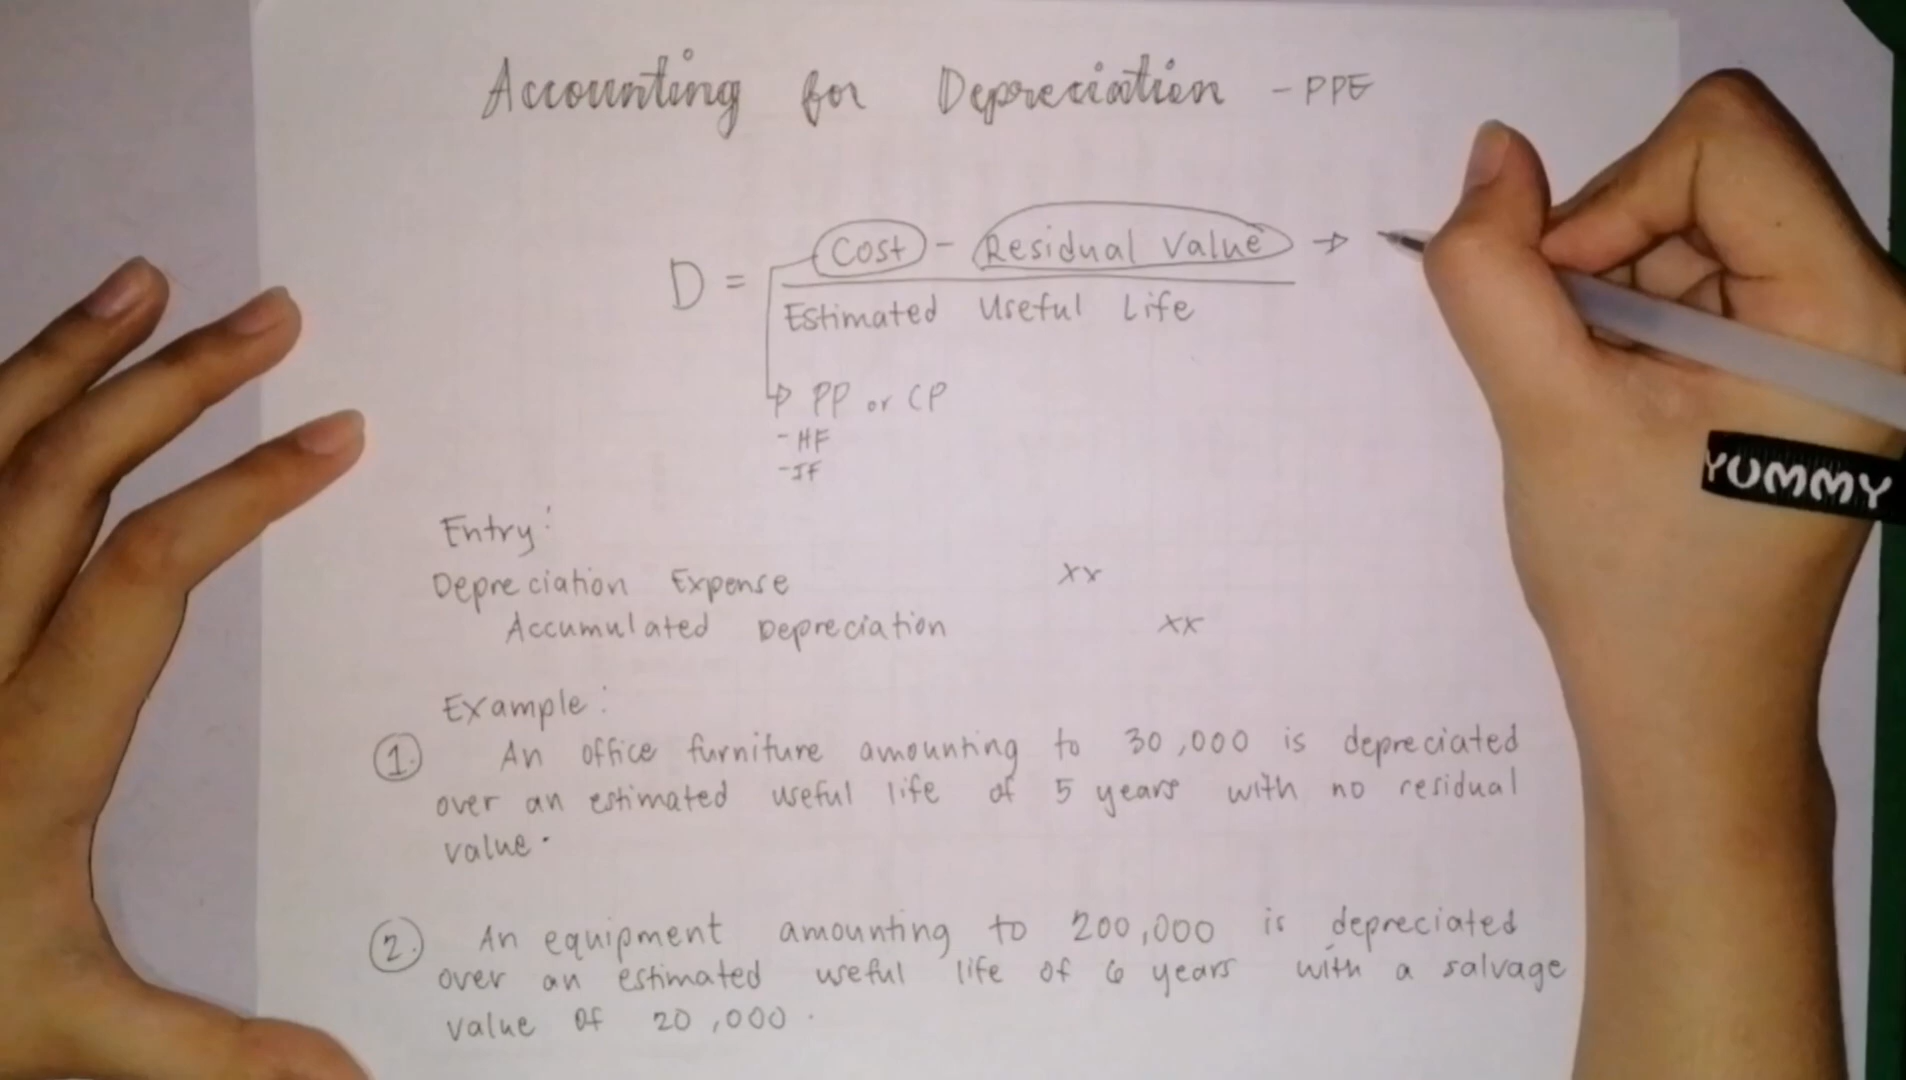 Accounting for Depreciation - PPE
D = Cost - Residual Value →
Estimated Useful Life
→ PP or CP
- HF
- IF
YUMMY
Entry:
Depreciation Expense xx
Accumulated Depreciation xx
Example:
1. An office furniture amounting to 30,000 is depreciated
over an estimated useful life of 5 years with no residual
value.
2. An equipment amounting to 200,000 is depreciated
over an estimated useful life of 6 years with a salvage
value of 20,000.